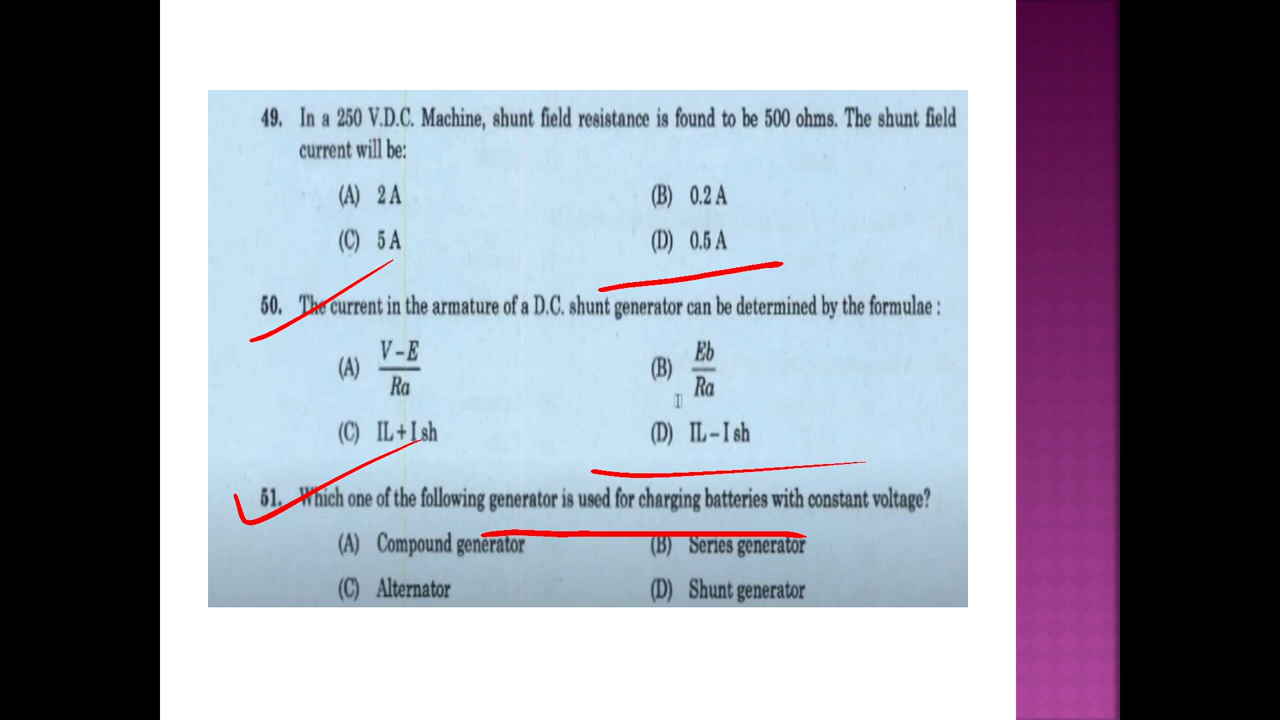 49. In a 250 V.D.C. Machine, shunt field resistance is found to be 500 ohms. The shunt field
current will be:
(A) 2 A (B) 0.2 A
(C) 5 A (D) 0.5 A
50. The current in the armature of a D.C. shunt generator can be determined by the formulae :
(A) V – E / Ra (B) Eb / Ra
(C) IL + I sh (D) IL – I sh
51. Which one of the following generator is used for charging batteries with constant voltage?
(A) Compound generator (B) Series generator
(C) Alternator (D) Shunt generator